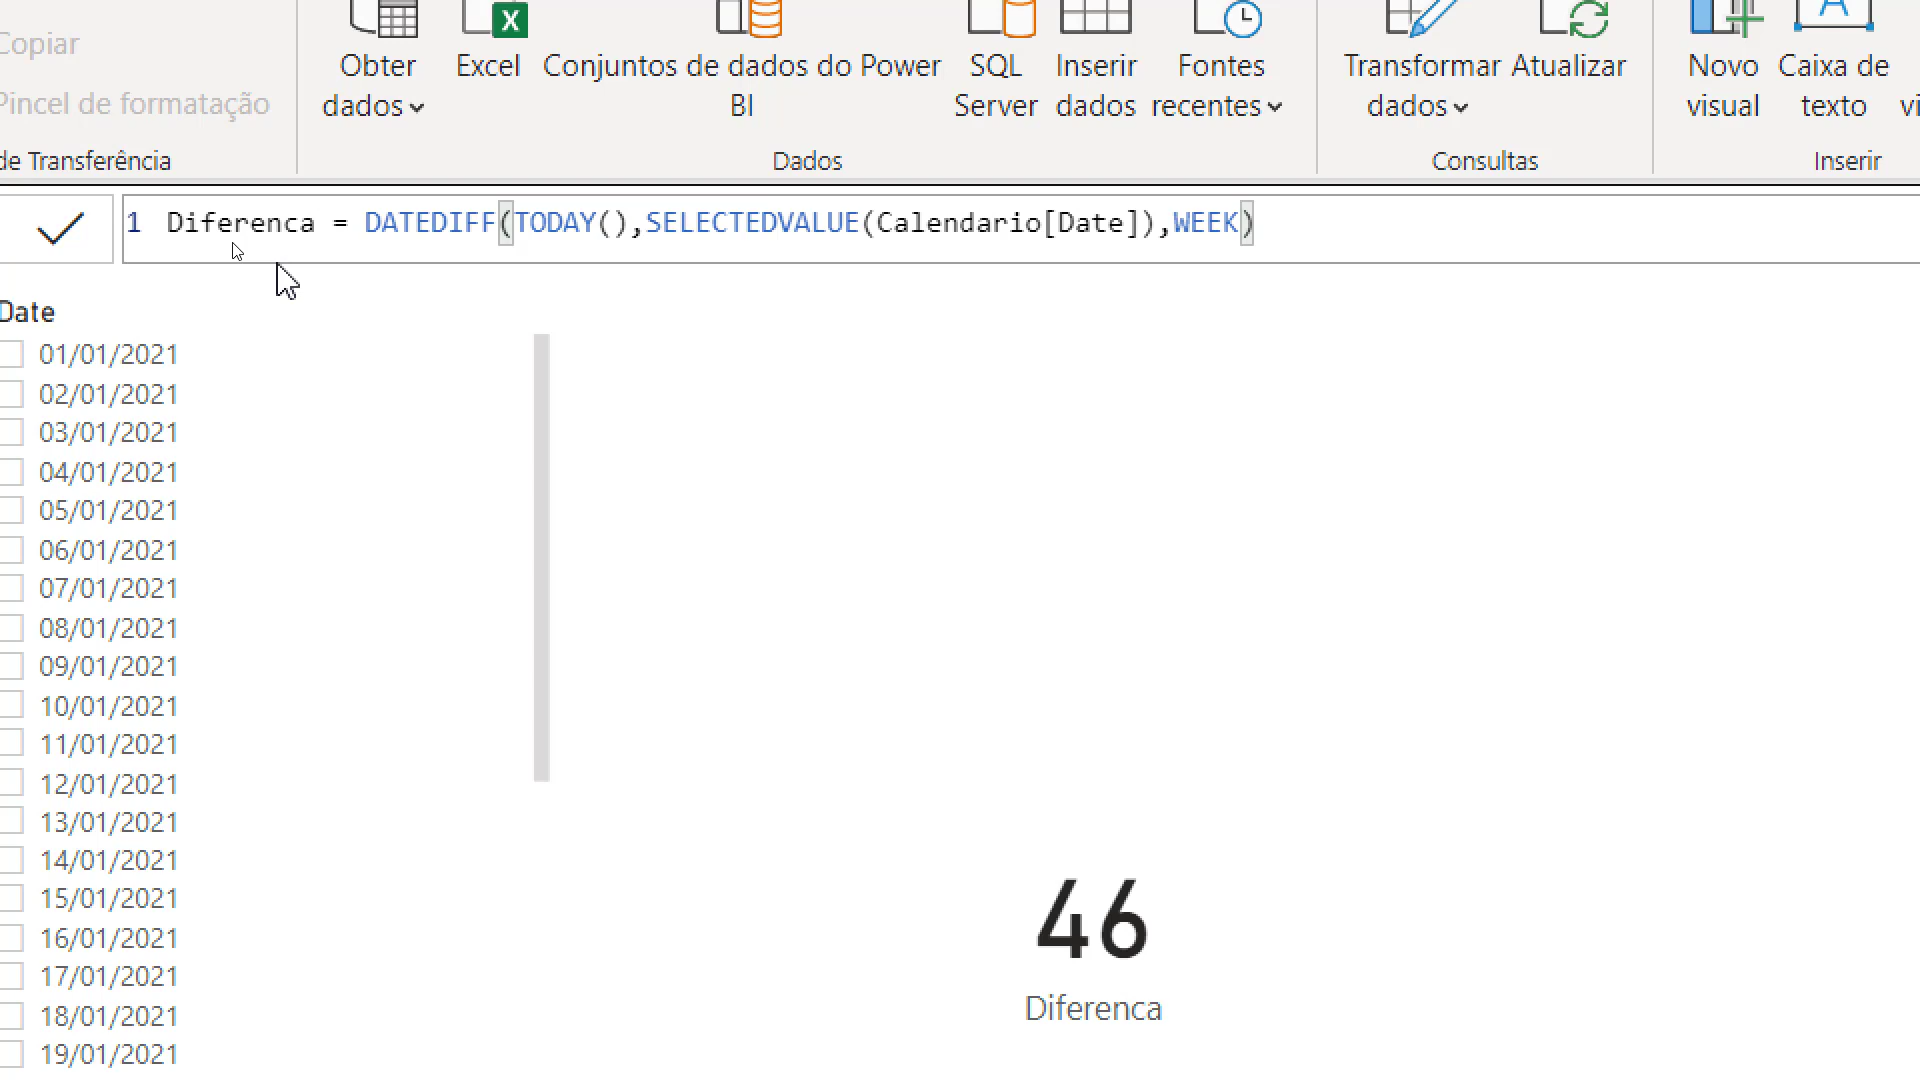 Copiar
Pincel de formatação
de Transferência
Obter dados
Excel
Conjuntos de dados do Power BI
SQL Server
Inserir dados
Fontes recentes
Dados
Transformar dados
Atualizar
Consultas
Novo visual
Caixa de texto
Inserir
1 Diferenca = DATEDIFF(TODAY(),SELECTEDVALUE(Calendario[Date]),WEEK)
Date
01/01/2021
02/01/2021
03/01/2021
04/01/2021
05/01/2021
06/01/2021
07/01/2021
08/01/2021
09/01/2021
10/01/2021
11/01/2021
12/01/2021
13/01/2021
14/01/2021
15/01/2021
16/01/2021
17/01/2021
18/01/2021
19/01/2021
46
Diferenca